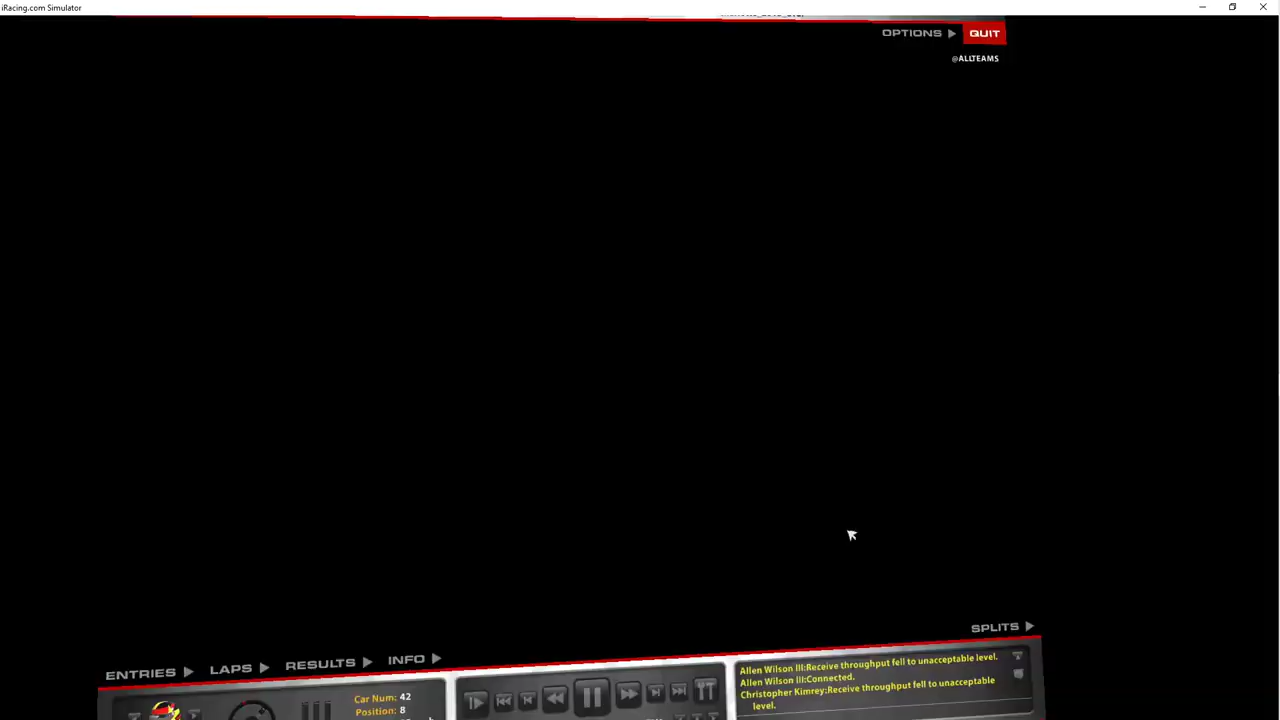 iRacing.com Simulator
OPTIONS
QUIT
@ALLTEAMS
SPLITS
ENTRIES
LAPS
RESULTS
INFO
Car Num: 42
Position: 8
Allen Wilson III:Receive throughput fell to unacceptable level.
Allen Wilson III:Connected.
Christopher Kimrey:Receive throughput fell to unacceptable
level.